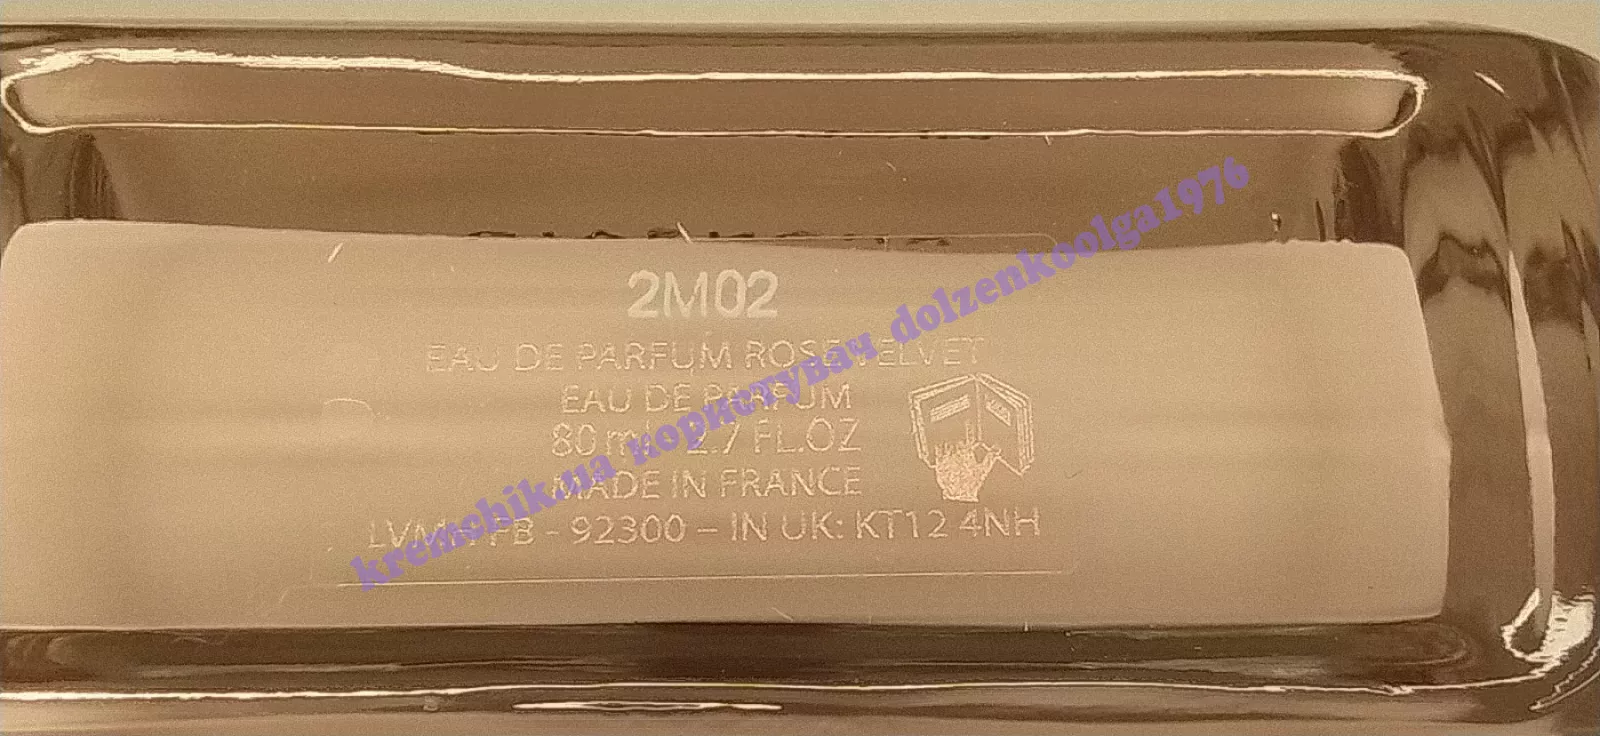 2M02
EAU DE PARFUM ROSE VELVET
EAU DE PARFUM
80 ml 2.7 FL.OZ
MADE IN FRANCE
LVMH FB - 92300 – IN UK: KT12 4NH
kremchik.ua користувач dolzenkoolga1976